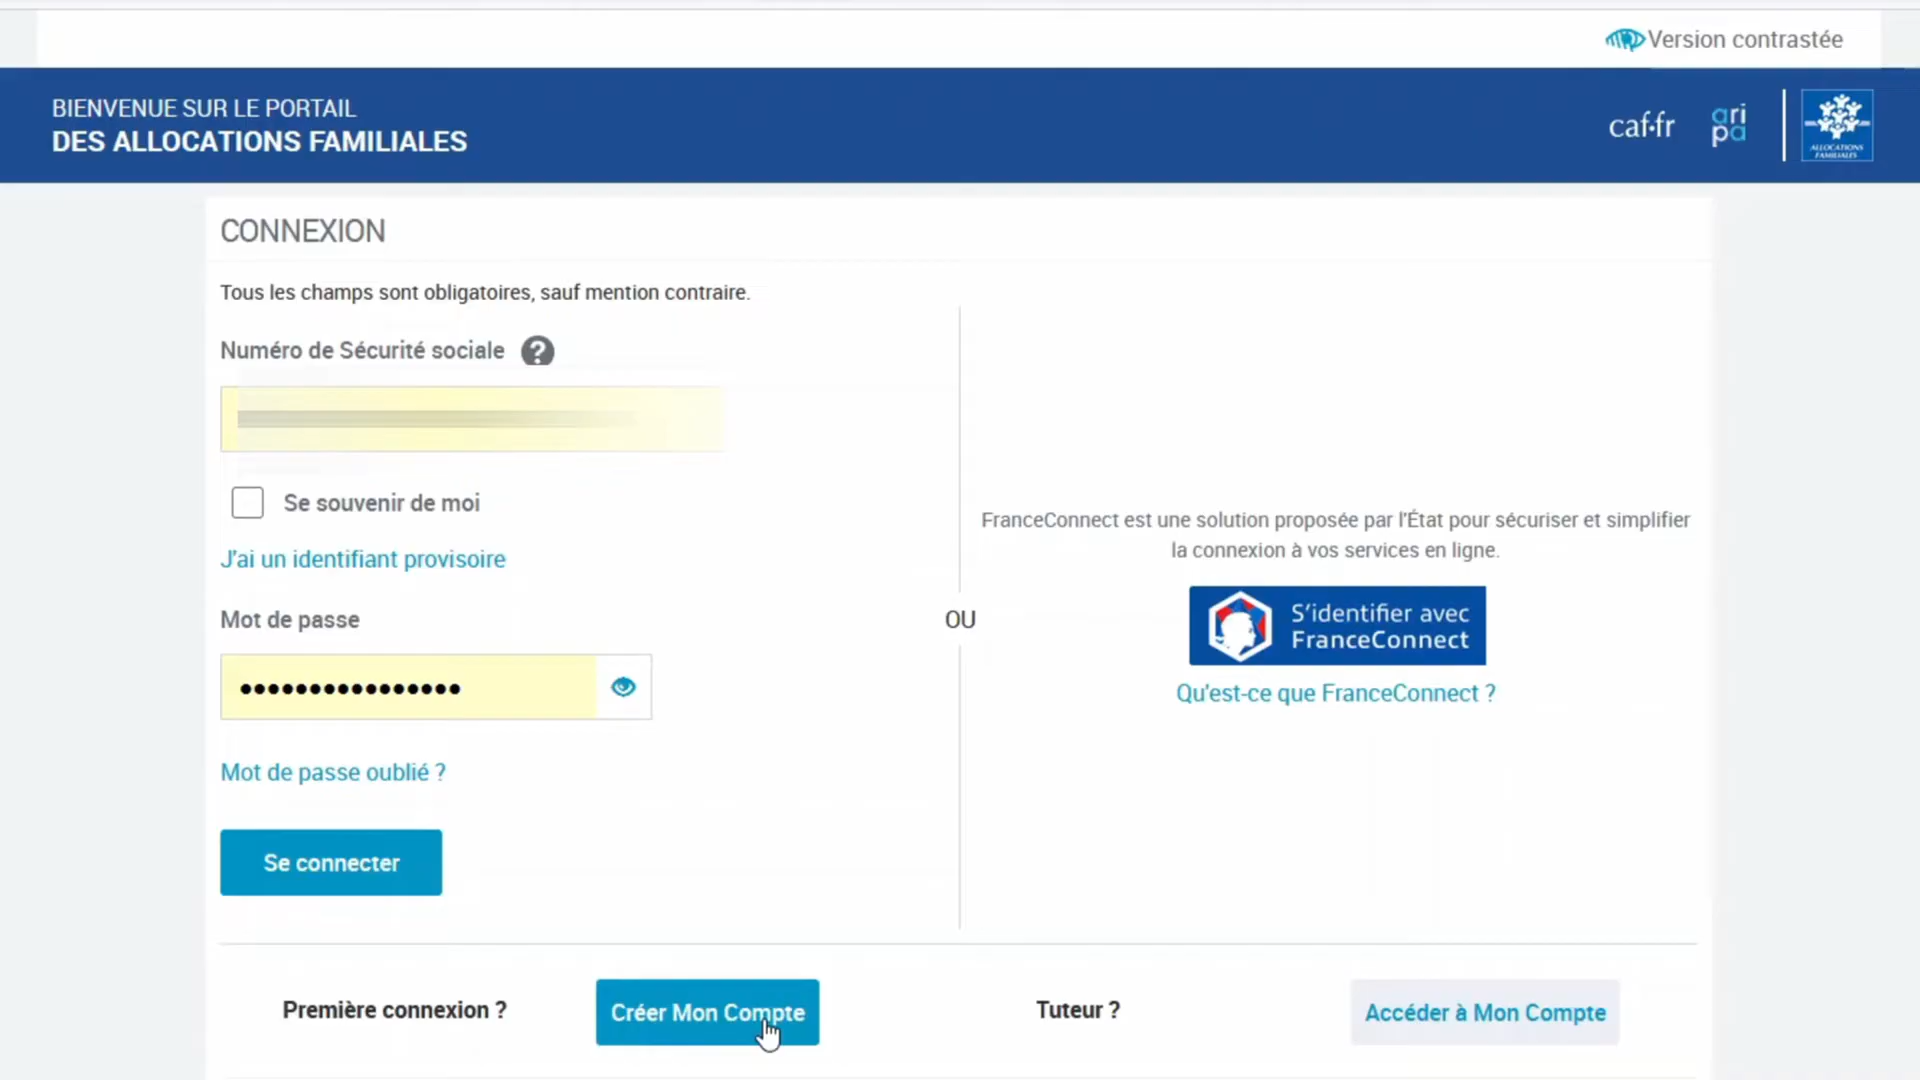 Version contrastée
BIENVENUE SUR LE PORTAIL
DES ALLOCATIONS FAMILIALES
caf.fr
ari
pa
ALLOCATIONS
FAMILIALES
CONNEXION
Tous les champs sont obligatoires, sauf mention contraire.
Numéro de Sécurité sociale ?
Se souvenir de moi
J'ai un identifiant provisoire
Mot de passe
••••••••••••••••
Mot de passe oublié ?
Se connecter
OU
FranceConnect est une solution proposée par l'État pour sécuriser et simplifier
la connexion à vos services en ligne.
S'identifier avec
FranceConnect
Qu'est-ce que FranceConnect ?
Première connexion ?
Créer Mon Compte
Tuteur ?
Accéder à Mon Compte